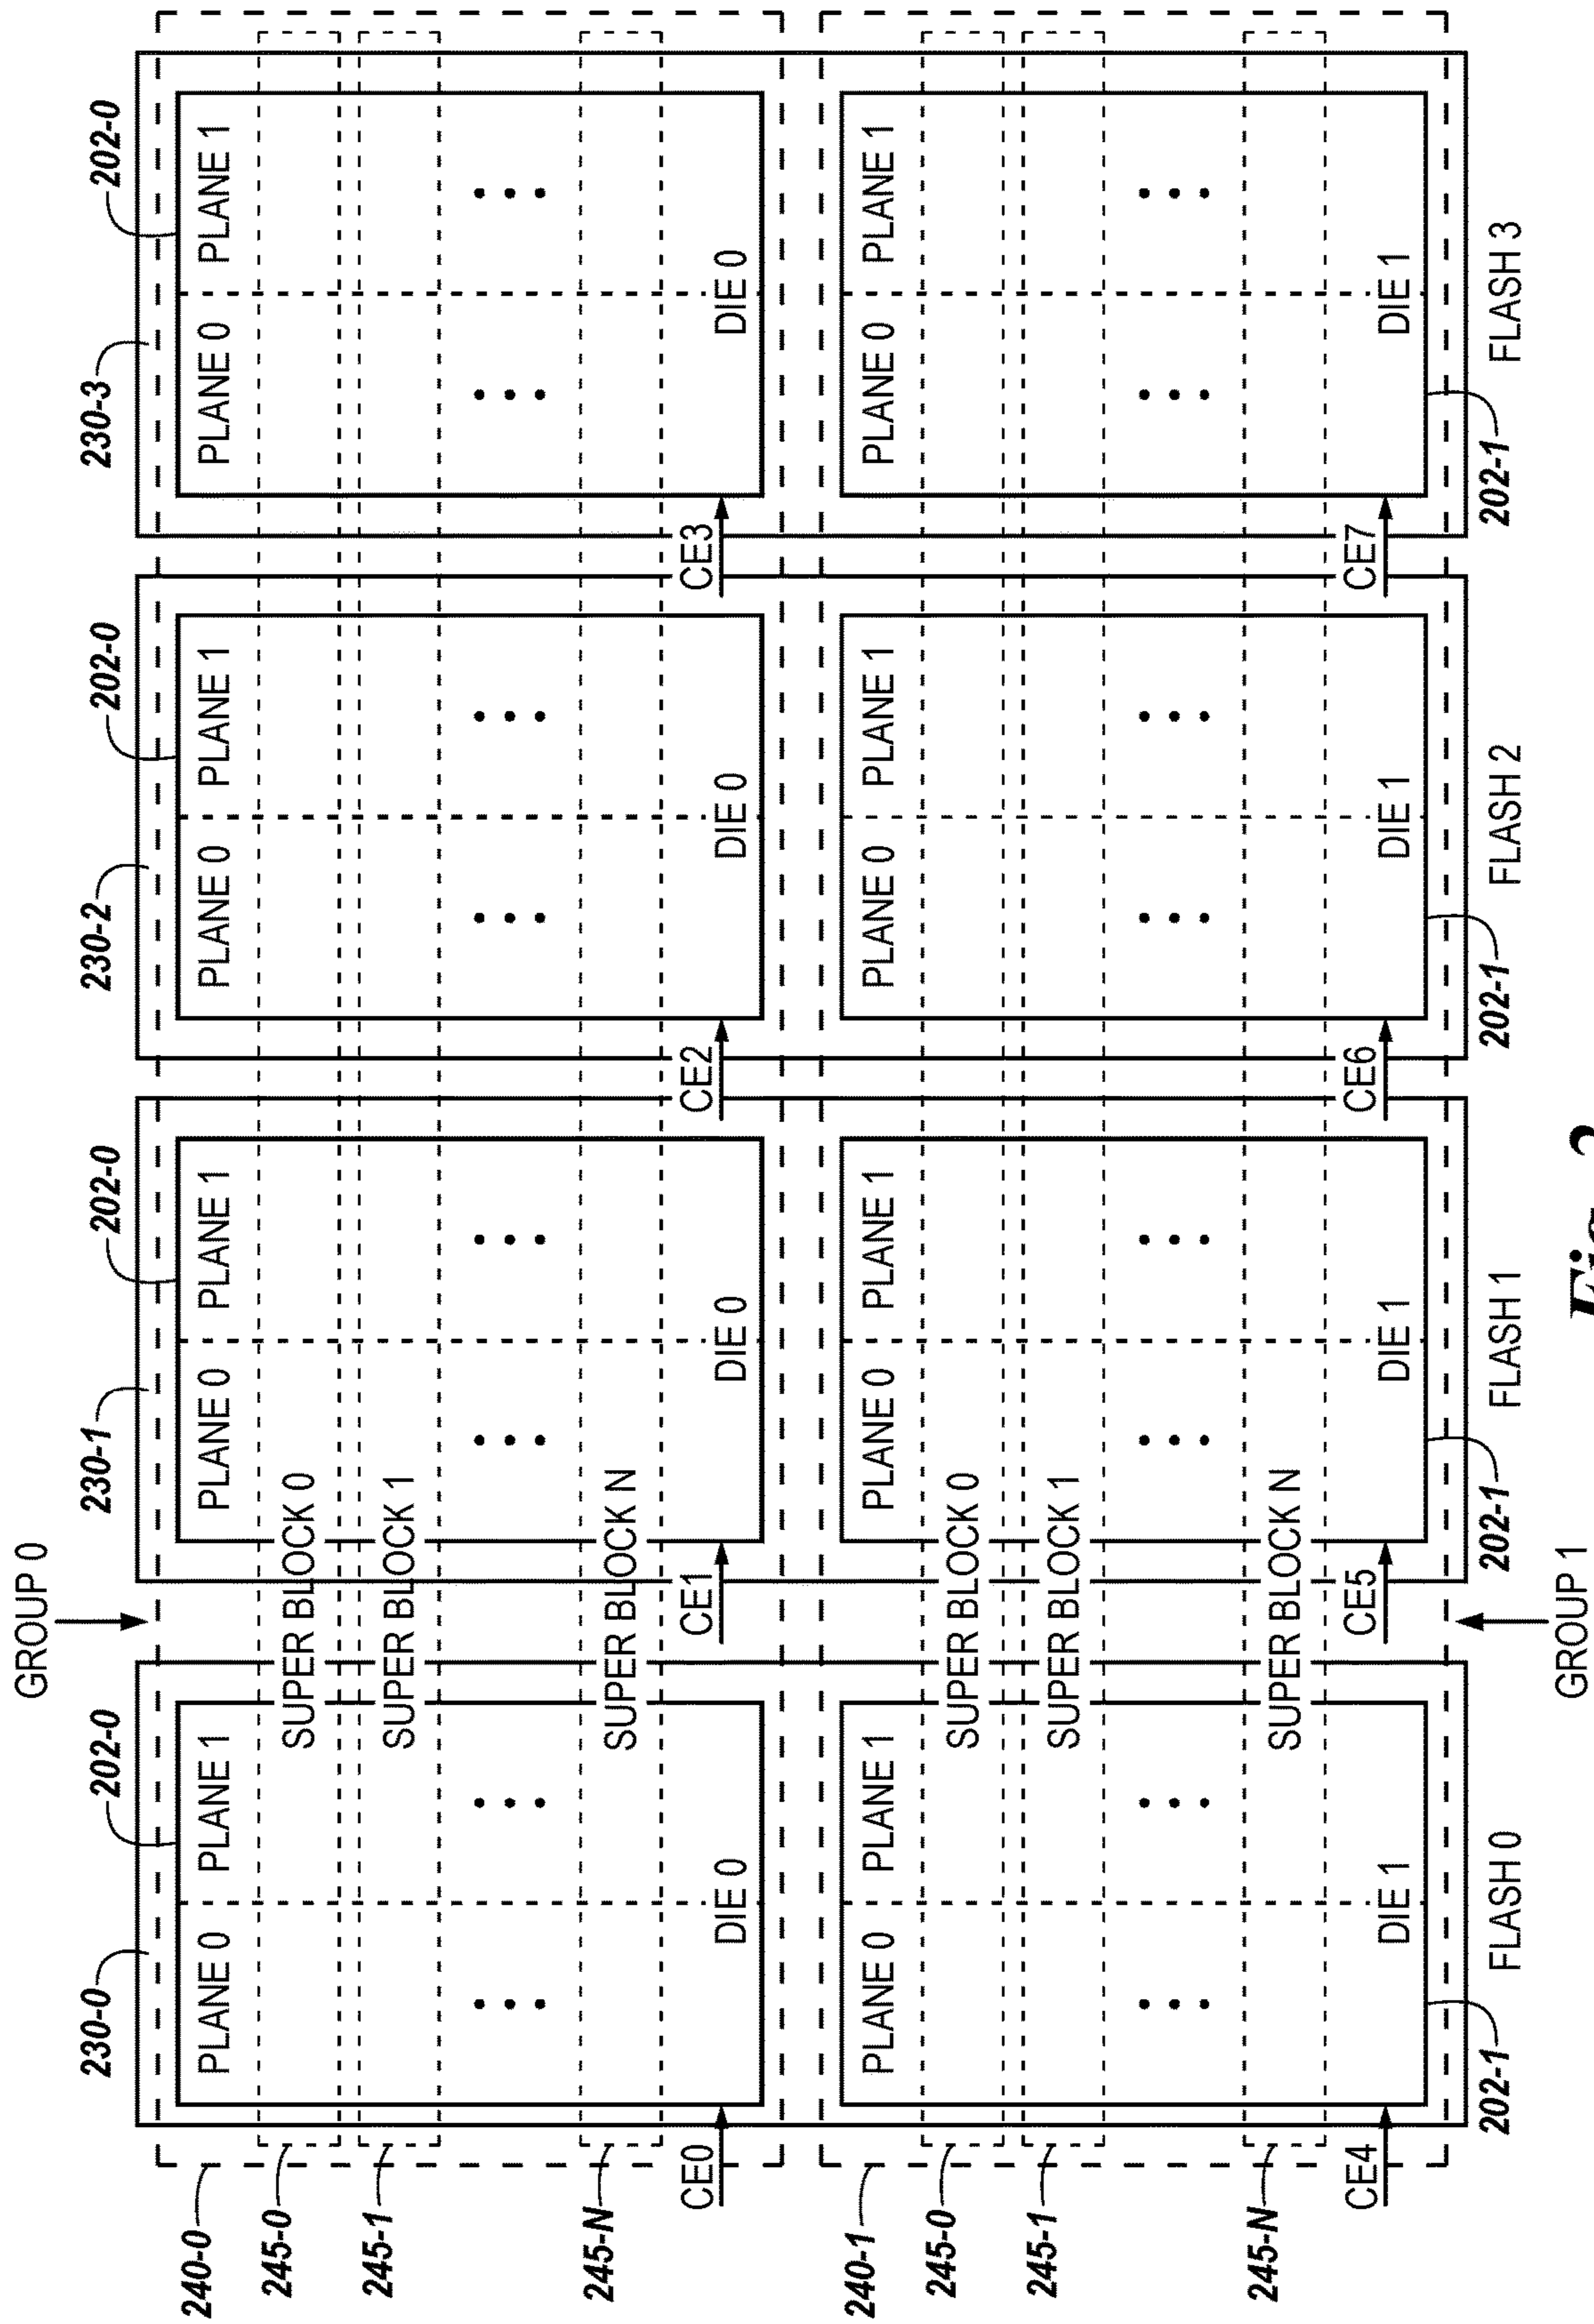 GROUP 0
230-0
202-0
230-1
202-0
230-2
202-0
230-3
202-0
240-0
PLANE 0 PLANE 1
PLANE 0 PLANE 1
PLANE 0 PLANE 1
PLANE 0 PLANE 1
245-0
SUPER BLOCK 0
245-1
SUPER BLOCK 1
245-N
SUPER BLOCK N
CE0
DIE 0
CE1
DIE 0
CE2
DIE 0
CE3
DIE 0
240-1
PLANE 0 PLANE 1
PLANE 0 PLANE 1
PLANE 0 PLANE 1
PLANE 0 PLANE 1
245-0
SUPER BLOCK 0
245-1
SUPER BLOCK 1
245-N
SUPER BLOCK N
CE4
DIE 1
CE5
DIE 1
CE6
DIE 1
CE7
DIE 1
202-1
FLASH 0
202-1
FLASH 1
202-1
FLASH 2
202-1
FLASH 3
GROUP 1
Fig. 2